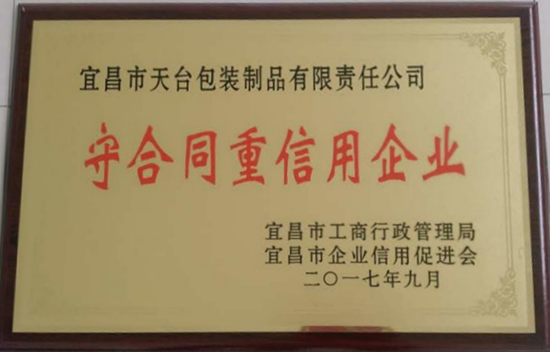 宜昌市天台包装制品有限责任公司
守合同重信用企业
宜昌市工商行政管理局
宜昌市企业信用促进会
二〇一七年九月